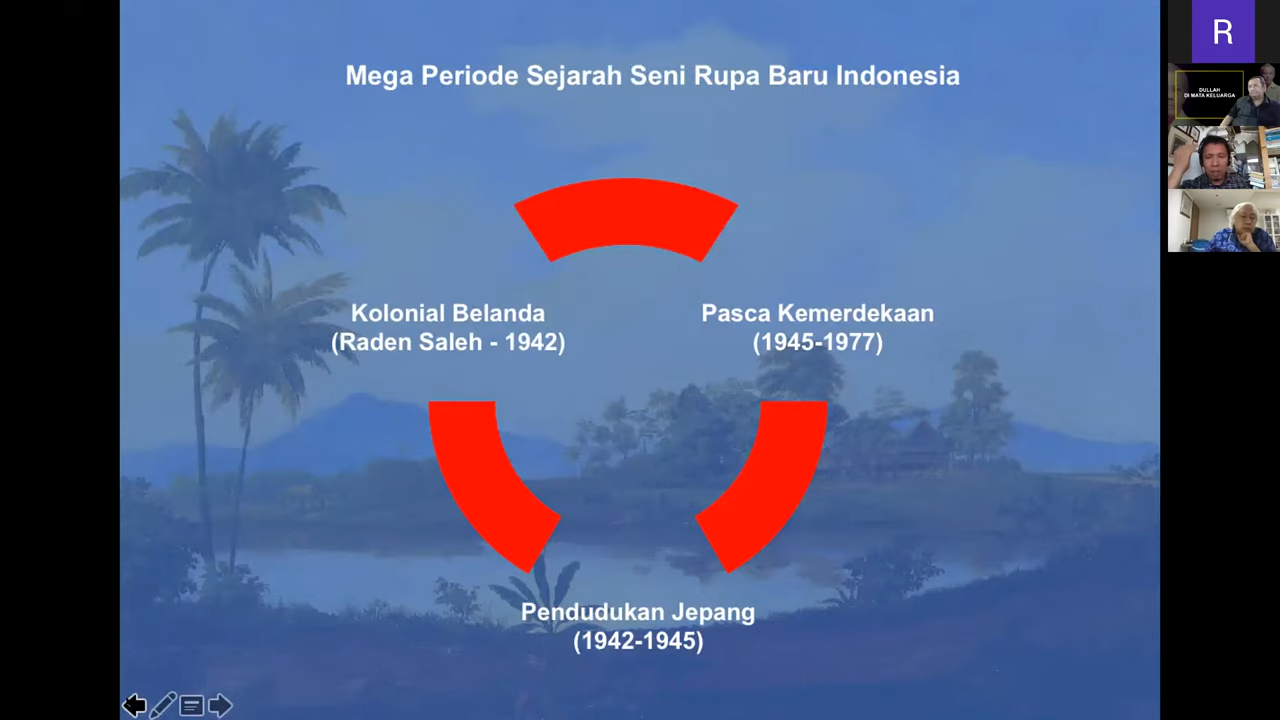 Mega Periode Sejarah Seni Rupa Baru Indonesia
Kolonial Belanda
(Raden Saleh - 1942)
Pasca Kemerdekaan
(1945-1977)
Pendudukan Jepang
(1942-1945)
R
DULLAH
DI MATA KELUARGA